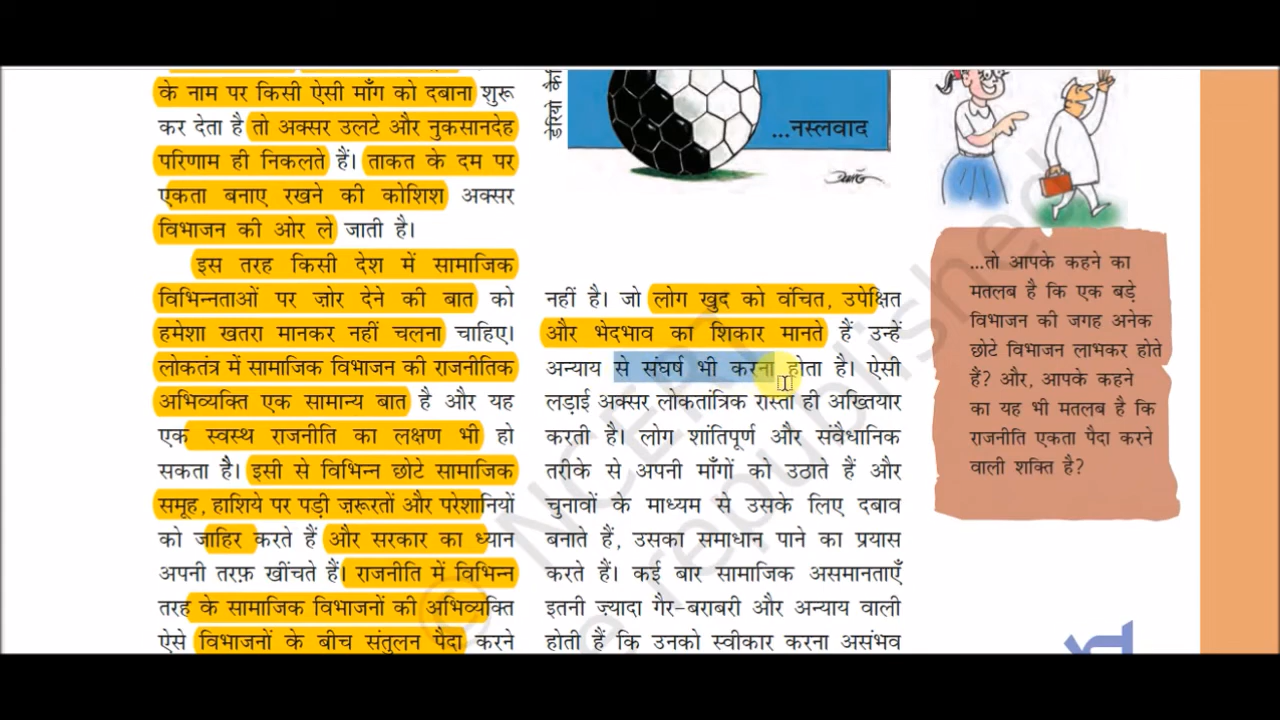 के नाम पर किसी ऐसी माँग को दबाना शुरू
कर देता है तो अक्सर उलटे और नुकसानदेह
परिणाम ही निकलते हैं। ताकत के दम पर
एकता बनाए रखने की कोशिश अक्सर
विभाजन की ओर ले जाती है।
इस तरह किसी देश में सामाजिक
विभिन्नताओं पर ज़ोर देने की बात को
हमेशा खतरा मानकर नहीं चलना चाहिए।
लोकतंत्र में सामाजिक विभाजन की राजनीतिक
अभिव्यक्ति एक सामान्य बात है और यह
एक स्वस्थ राजनीति का लक्षण भी हो
सकता है। इसी से विभिन्न छोटे सामाजिक
समूह, हाशिये पर पड़ी ज़रूरतों और परेशानियों
को जाहिर करते हैं और सरकार का ध्यान
अपनी तरफ़ खींचते हैं। राजनीति में विभिन्न
तरह के सामाजिक विभाजनों की अभिव्यक्ति
ऐसे विभाजनों के बीच संतुलन पैदा करने
डेरियो कै
...नस्लवाद
नहीं है। जो लोग खुद को वंचित, उपेक्षित
और भेदभाव का शिकार मानते हैं उन्हें
अन्याय से संघर्ष भी करना होता है। ऐसी
लड़ाई अक्सर लोकतांत्रिक रास्ता ही अख्तियार
करती है। लोग शांतिपूर्ण और संवैधानिक
तरीके से अपनी माँगों को उठाते हैं और
चुनावों के माध्यम से उसके लिए दबाव
बनाते हैं, उसका समाधान पाने का प्रयास
करते हैं। कई बार सामाजिक असमानताएँ
इतनी ज़्यादा गैर-बराबरी और अन्याय वाली
होती हैं कि उनको स्वीकार करना असंभव
...तो आपके कहने का
मतलब है कि एक बड़े
विभाजन की जगह अनेक
छोटे विभाजन लाभकर होते
हैं? और, आपके कहने
का यह भी मतलब है कि
राजनीति एकता पैदा करने
वाली शक्ति है?
© NCERT
republished